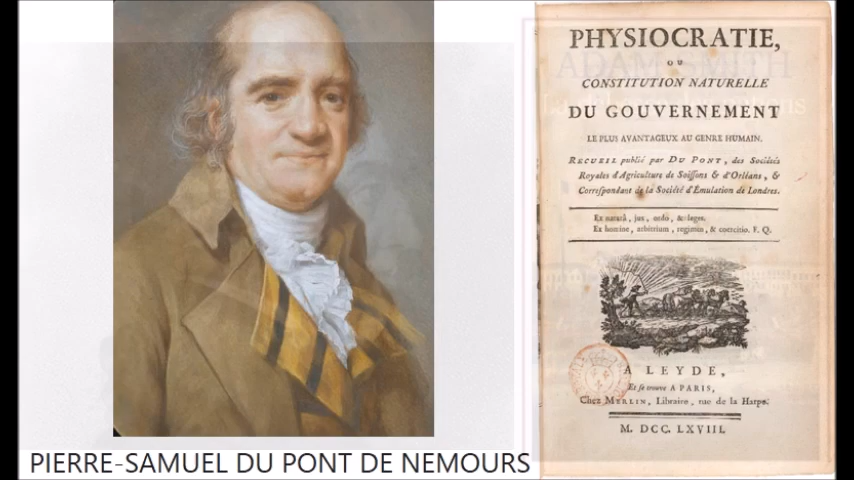 PHYSIOCRATIE,
OU
CONSTITUTION NATURELLE
DU GOUVERNEMENT
LE PLUS AVANTAGEUX AU GENRE HUMAIN.
RECUEIL publié par DU PONT, des Sociétés
Royales d'Agriculture de Soissons & d'Orléans, &
Correspondant de la Société d'Émulation de Londres.
Ex naturâ, jus, ordo, & leges.
Ex homine, arbitrium, regimen, & coercitio. F. Q.
A LEYDE,
Et se trouve A PARIS,
Chez MERLIN, Libraire, rue de la Harpe.
M. DCC. LXVIII.
ADAM SMITH
PIERRE-SAMUEL DU PONT DE NEMOURS